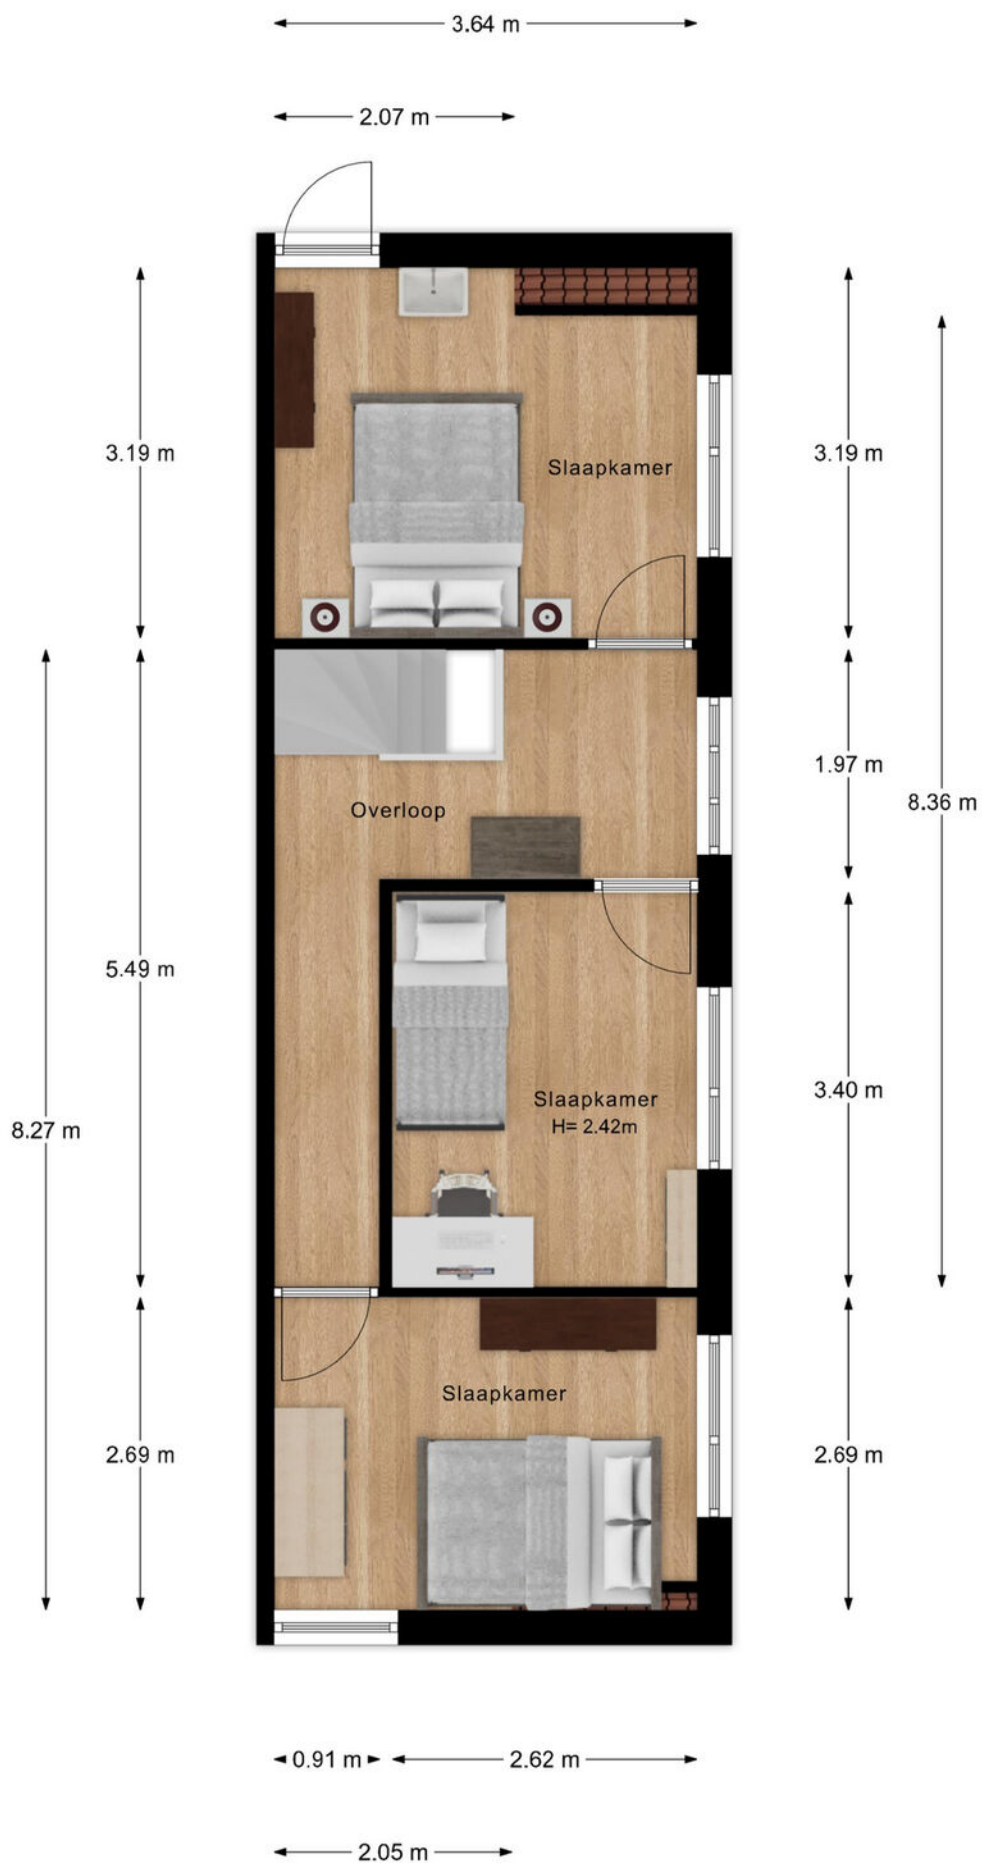 3.64 m
2.07 m
3.19 m
3.19 m
Slaapkamer
1.97 m
8.36 m
Overloop
5.49 m
3.40 m
Slaapkamer
H= 2.42m
8.27 m
Slaapkamer
2.69 m
2.69 m
0.91 m
2.62 m
2.05 m